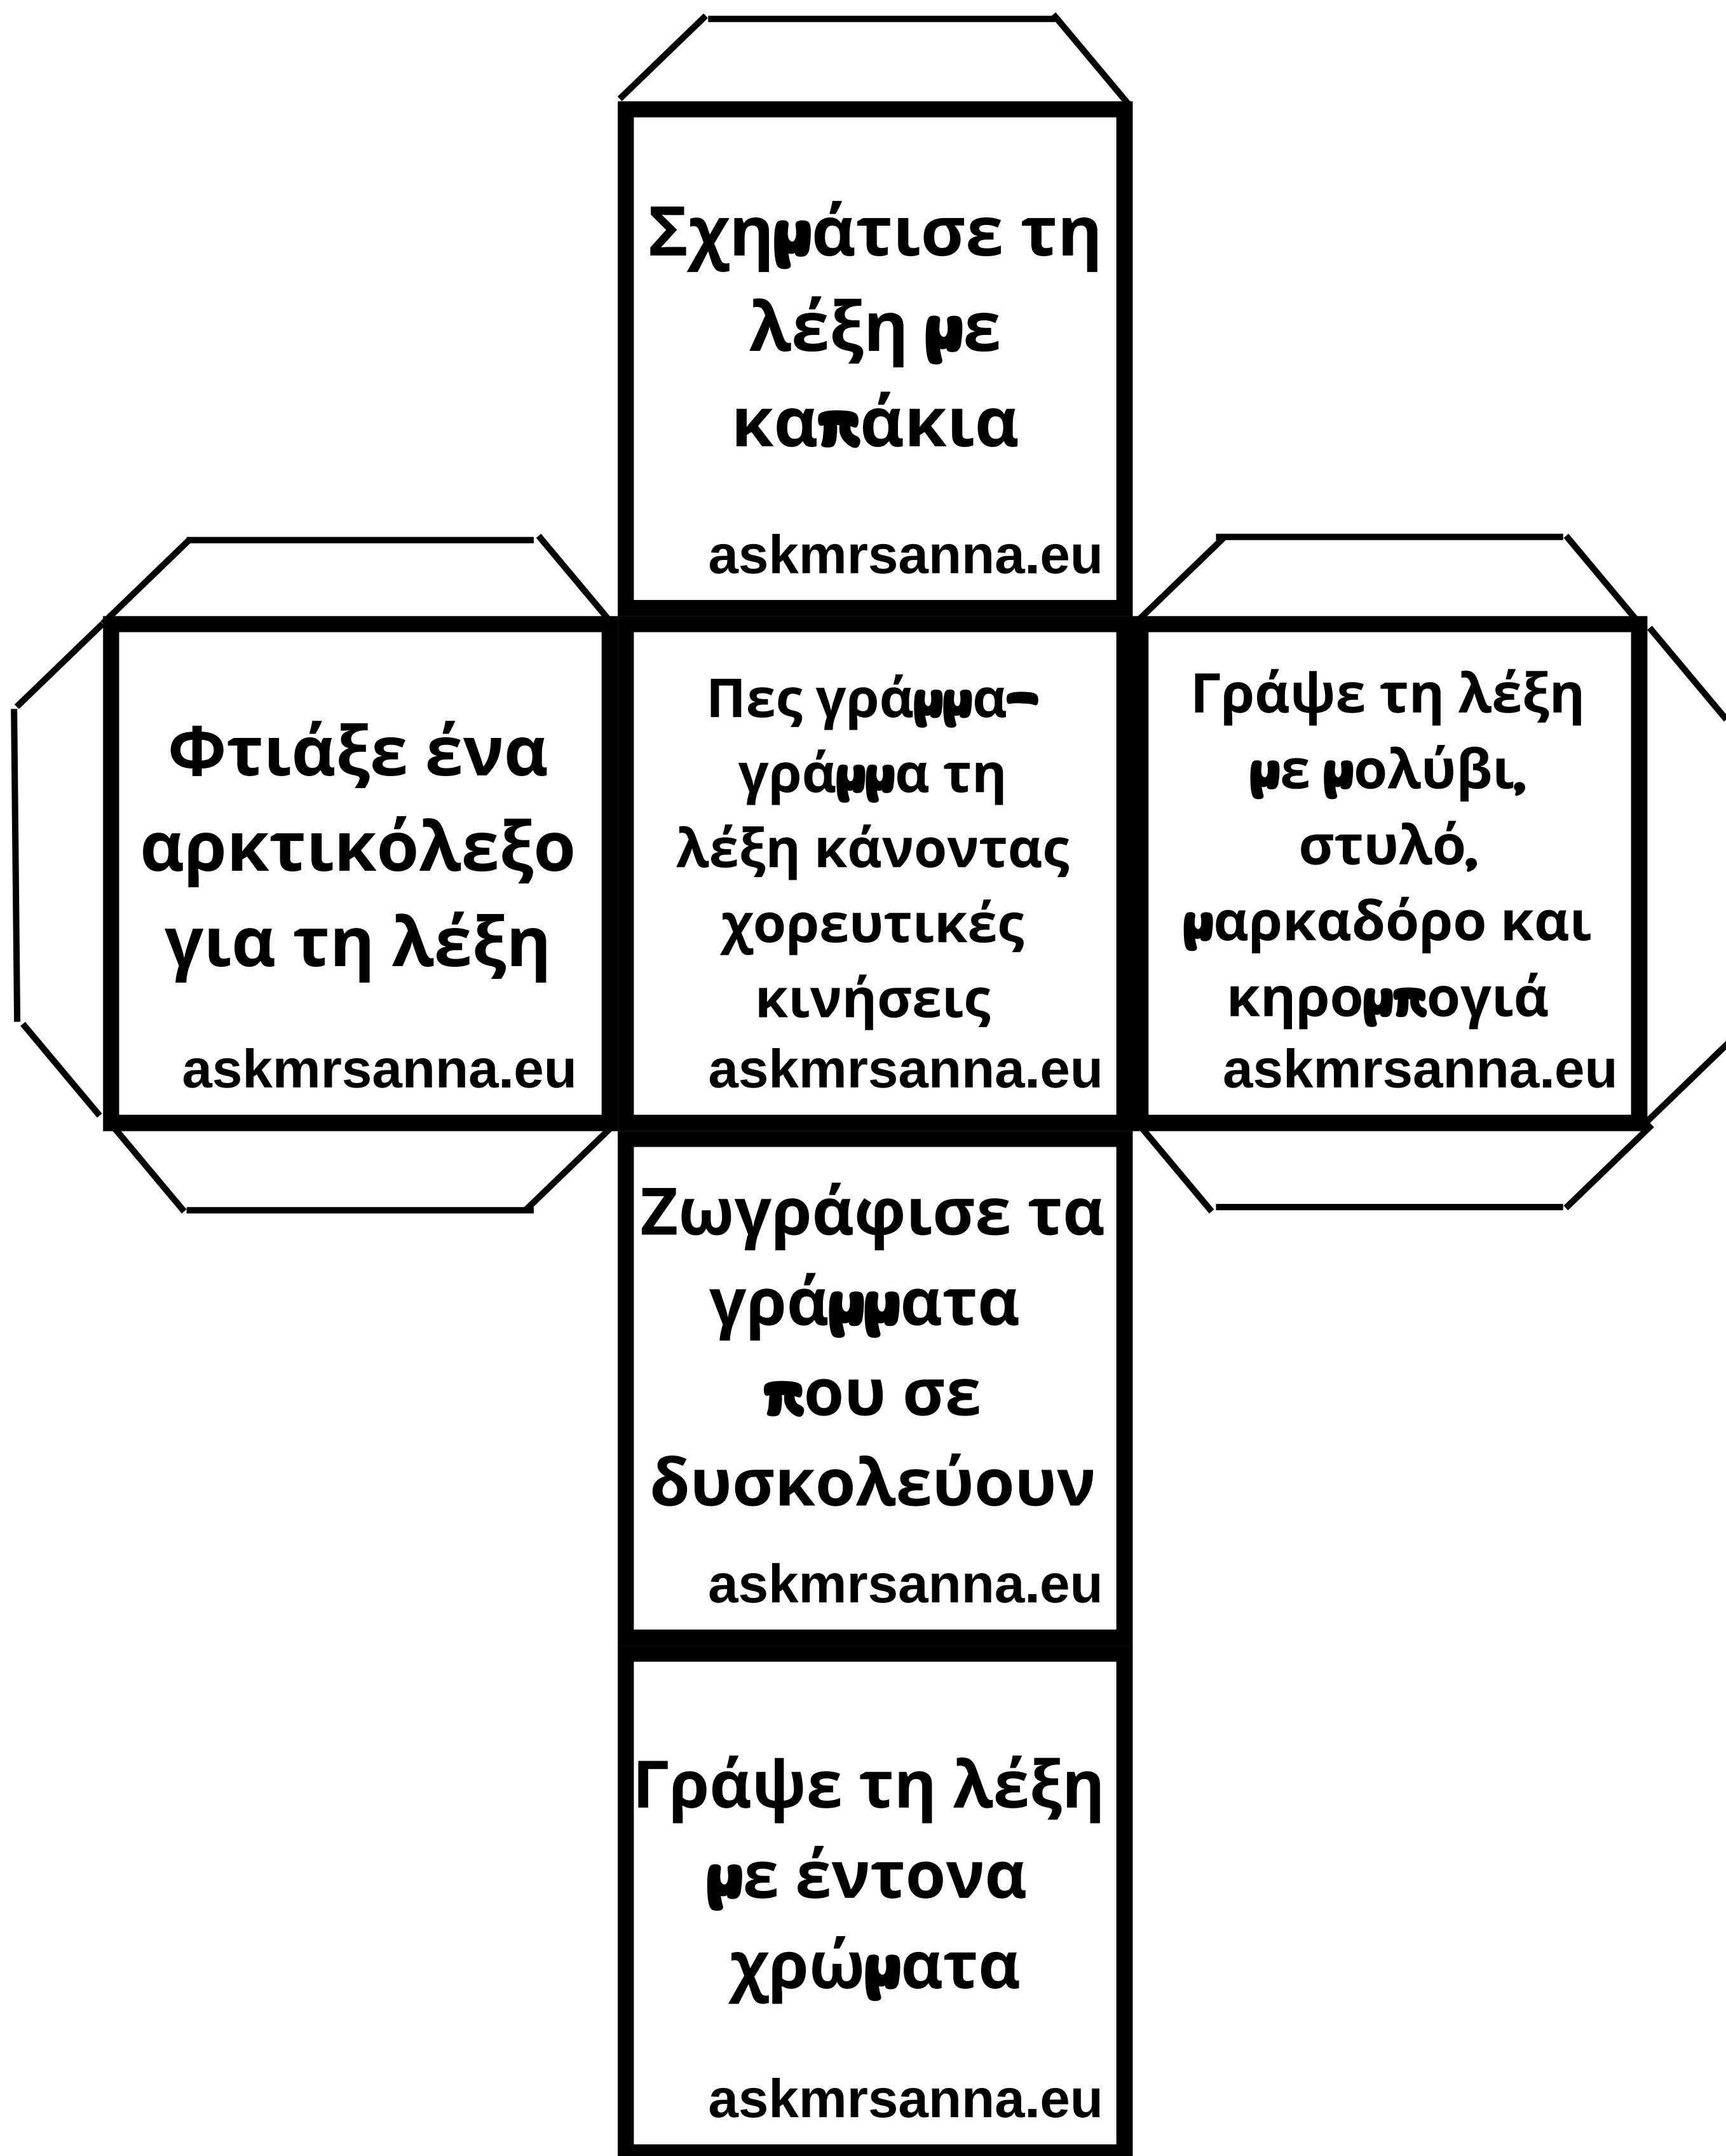 Σχημάτισε τη
λέξη με
καπάκια
askmrsanna.eu
Φτιάξε ένα
αρκτικόλεξο
για τη λέξη
askmrsanna.eu
Πες γράμμα-
γράμμα τη
λέξη κάνοντας
χορευτικές
κινήσεις
askmrsanna.eu
Γράψε τη λέξη
με μολύβι,
στυλό,
μαρκαδόρο και
κηρομπογιά
askmrsanna.eu
Ζωγράφισε τα
γράμματα
που σε
δυσκολεύουν
askmrsanna.eu
Γράψε τη λέξη
με έντονα
χρώματα
askmrsanna.eu